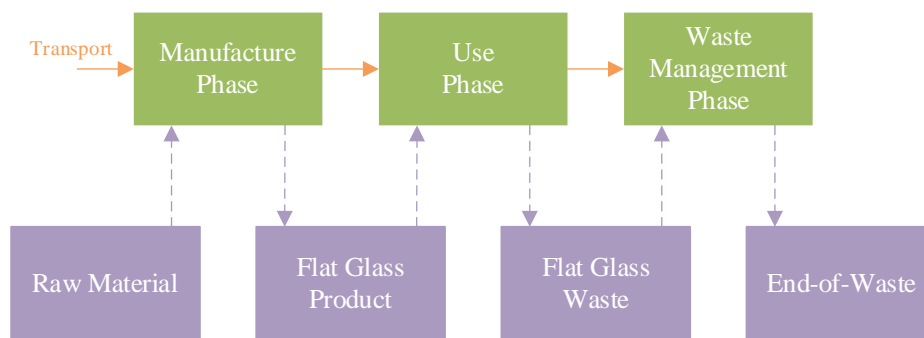 Transport
Manufacture
Phase
Use
Phase
Waste
Management
Phase
Raw Material
Flat Glass
Product
Flat Glass
Waste
End-of-Waste